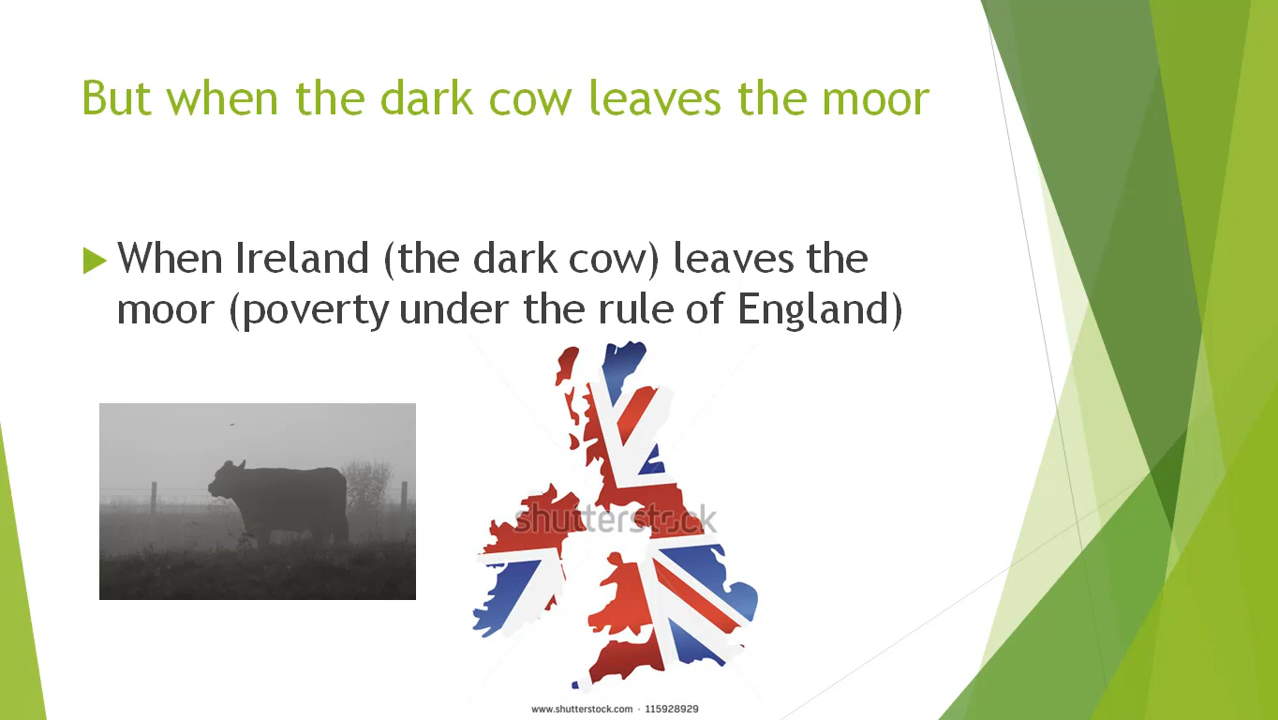 But when the dark cow leaves the moor
When Ireland (the dark cow) leaves the
moor (poverty under the rule of England)
shutterstock
www.shutterstock.com · 115928929